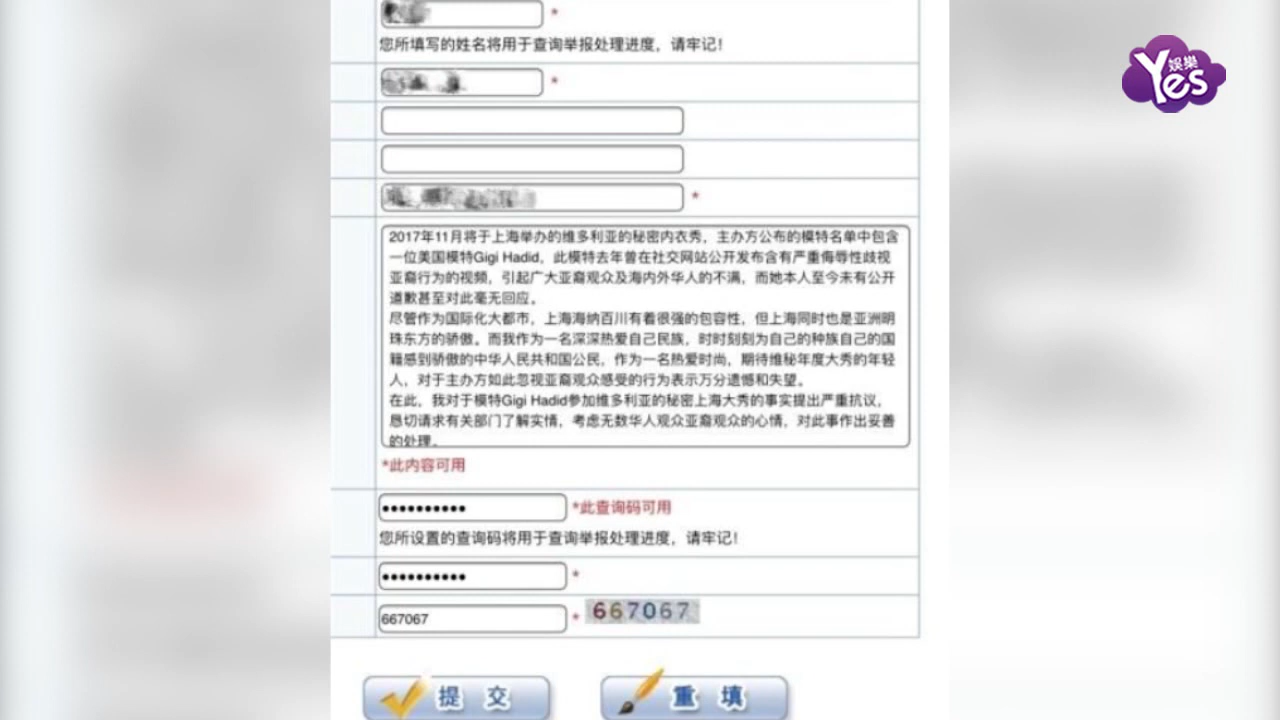 *
您所填写的姓名将用于查询举报处理进度，请牢记！
*
*
2017年11月将于上海举办的维多利亚的秘密内衣秀，主办方公布的模特名单中包含
一位美国模特Gigi Hadid，此模特去年曾在社交网站公开发布含有严重侮辱性歧视
亚裔行为的视频，引起广大亚裔观众及海内外华人的不满，而她本人至今未有公开
道歉甚至对此毫无回应。
尽管作为国际化大都市，上海海纳百川有着很强的包容性，但上海同时也是亚洲明
珠东方的骄傲。而我作为一名深深热爱自己民族，时时刻刻为自己的种族自己的国
籍感到骄傲的中华人民共和国公民，作为一名热爱时尚，期待维秘年度大秀的年轻
人，对于主办方如此忽视亚裔观众感受的行为表示万分遗憾和失望。
在此，我对于模特Gigi Hadid参加维多利亚的秘密上海大秀的事实提出严重抗议，
恳切请求有关部门了解实情，考虑无数华人观众亚裔观众的心情，对此事作出妥善
的处理。
*此内容可用
•••••••••• *此查询码可用
您所设置的查询码将用于查询举报处理进度，请牢记！
•••••••••• *
667067 * 667067
提 交 重 填
Yes 娛樂